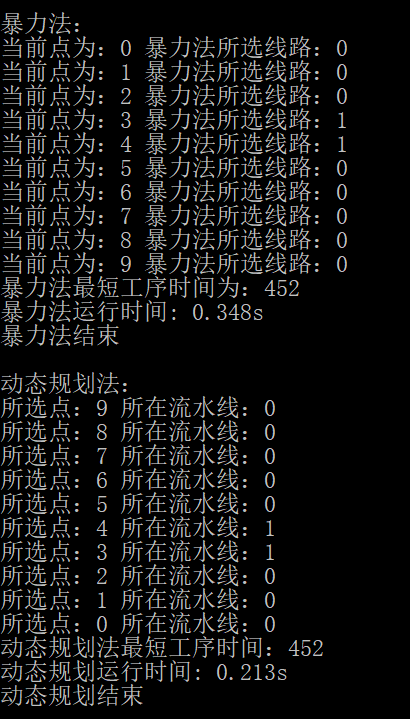 暴力法：
当前点为：0 暴力法所选线路：0
当前点为：1 暴力法所选线路：0
当前点为：2 暴力法所选线路：0
当前点为：3 暴力法所选线路：1
当前点为：4 暴力法所选线路：1
当前点为：5 暴力法所选线路：0
当前点为：6 暴力法所选线路：0
当前点为：7 暴力法所选线路：0
当前点为：8 暴力法所选线路：0
当前点为：9 暴力法所选线路：0
暴力法最短工序时间为：452
暴力法运行时间: 0.348s
暴力法结束
动态规划法：
所选点：9 所在流水线：0
所选点：8 所在流水线：0
所选点：7 所在流水线：0
所选点：6 所在流水线：0
所选点：5 所在流水线：0
所选点：4 所在流水线：1
所选点：3 所在流水线：1
所选点：2 所在流水线：0
所选点：1 所在流水线：0
所选点：0 所在流水线：0
动态规划法最短工序时间：452
动态规划运行时间: 0.213s
动态规划结束